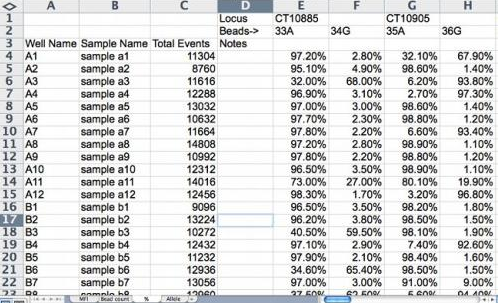 A B C D E F G H
1 Locus CT10885 CT10905
2 Beads-> 33A 34G 35A 36G
3 Well Name Sample Name Total Events Notes
4 A1 sample a1 11304 97.20% 2.80% 32.10% 67.90%
5 A2 sample a2 8760 95.10% 4.90% 98.60% 1.40%
6 A3 sample a3 11616 32.00% 68.00% 6.20% 93.80%
7 A4 sample a4 12288 96.90% 3.10% 2.70% 97.30%
8 A5 sample a5 13032 97.00% 3.00% 98.60% 1.40%
9 A6 sample a6 10632 97.70% 2.30% 98.80% 1.20%
10 A7 sample a7 11664 97.80% 2.20% 6.60% 93.40%
11 A8 sample a8 14808 97.20% 2.80% 98.90% 1.10%
12 A9 sample a9 10992 97.80% 2.20% 98.80% 1.20%
13 A10 sample a10 12312 96.50% 3.50% 98.90% 1.10%
14 A11 sample a11 14016 73.00% 27.00% 80.10% 19.90%
15 A12 sample a12 12456 98.30% 1.70% 3.20% 96.80%
16 B1 sample b1 9096 96.50% 3.50% 98.20% 1.80%
17 B2 sample b2 13224 96.20% 3.80% 98.50% 1.50%
18 B3 sample b3 10272 40.50% 59.50% 98.10% 1.90%
19 B4 sample b4 12432 97.10% 2.90% 7.40% 92.60%
20 B5 sample b5 11232 97.90% 2.10% 98.40% 1.60%
21 B6 sample b6 12936 34.60% 65.40% 98.50% 1.50%
22 B7 sample b7 13056 97.00% 3.00% 91.00% 9.00%
MFI Bead count % Allele